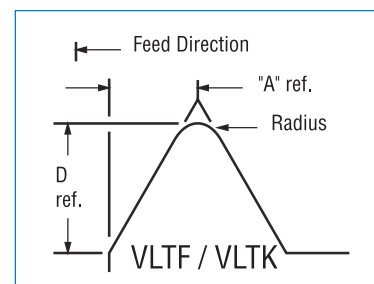 Feed Direction
"A" ref.
Radius
D
ref.
VLTF / VLTK